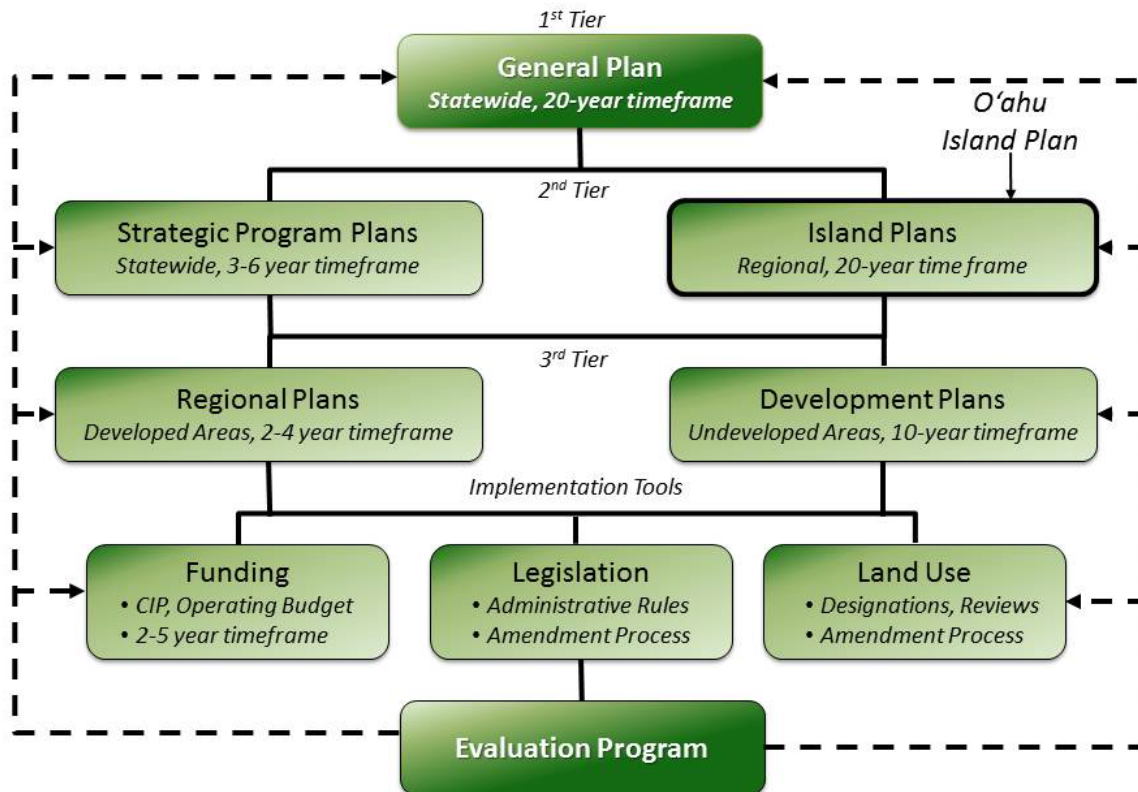 1st Tier
General Plan
Statewide, 20-year timeframe
Oʻahu
Island Plan
2nd Tier
Strategic Program Plans
Statewide, 3-6 year timeframe
Island Plans
Regional, 20-year time frame
3rd Tier
Regional Plans
Developed Areas, 2-4 year timeframe
Development Plans
Undeveloped Areas, 10-year timeframe
Implementation Tools
Funding
• CIP, Operating Budget
• 2-5 year timeframe
Legislation
• Administrative Rules
• Amendment Process
Land Use
• Designations, Reviews
• Amendment Process
Evaluation Program